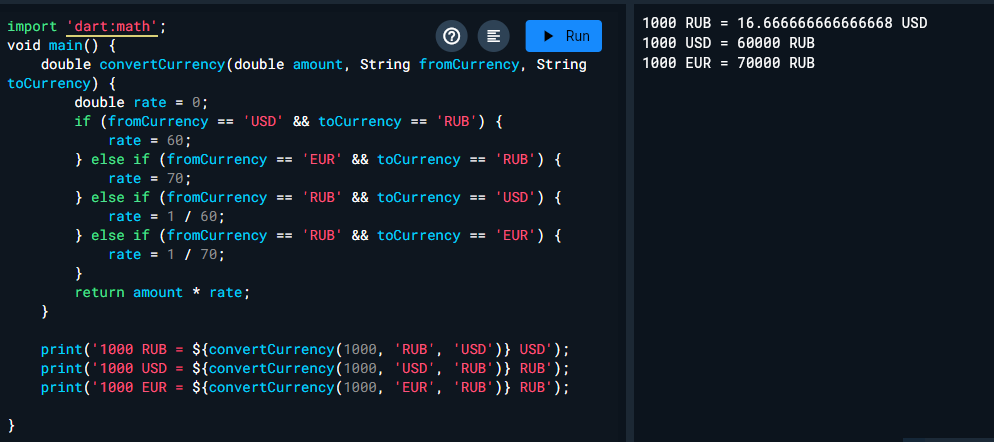 import 'dart:math';
void main() {
Run
double convertCurrency(double amount, String fromCurrency, String
toCurrency) {
double rate = 0;
if (fromCurrency == 'USD' && toCurrency == 'RUB') {
rate = 60;
} else if (fromCurrency == 'EUR' && toCurrency == 'RUB') {
rate = 70;
} else if (fromCurrency == 'RUB' && toCurrency == 'USD') {
rate = 1 / 60;
} else if (fromCurrency == 'RUB' && toCurrency == 'EUR') {
rate = 1 / 70;
}
return amount * rate;
}
print('1000 RUB = ${convertCurrency(1000, 'RUB', 'USD')} USD');
print('1000 USD = ${convertCurrency(1000, 'USD', 'RUB')} RUB');
print('1000 EUR = ${convertCurrency(1000, 'EUR', 'RUB')} RUB');
}
1000 RUB = 16.666666666666668 USD
1000 USD = 60000 RUB
1000 EUR = 70000 RUB